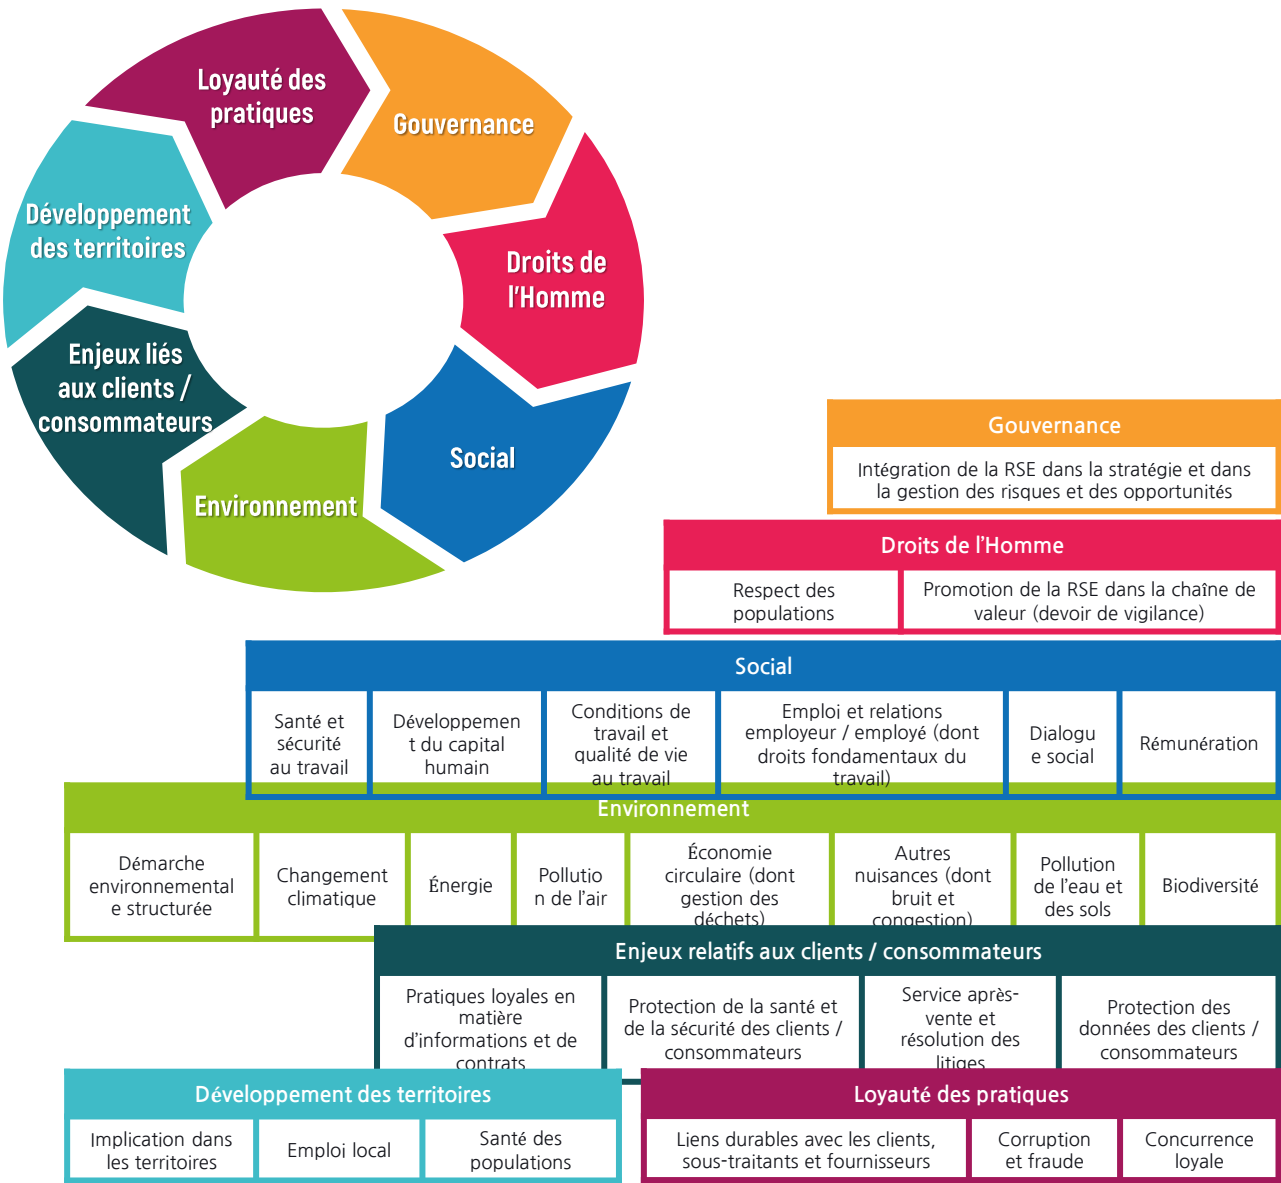 Loyauté des
pratiques
Gouvernance
Développement
des territoires
Droits de
l'Homme
Enjeux liés
aux clients /
consommateurs
Social
Environnement
Gouvernance
Intégration de la RSE dans la stratégie et dans
la gestion des risques et des opportunités
Droits de l'Homme
Respect des
populations
Promotion de la RSE dans la chaîne de
valeur (devoir de vigilance)
Social
Santé et
sécurité
au travail
Développemen
t du capital
humain
Conditions de
travail et
qualité de vie
au travail
Emploi et relations
employeur / employé (dont
droits fondamentaux du
travail)
Dialogu
e social
Rémunération
Environnement
Démarche
environnemental
e structurée
Changement
climatique
Énergie
Pollutio
n de l'air
Économie
circulaire (dont
gestion des
déchets)
Autres
nuisances (dont
bruit et
congestion)
Pollution
de l'eau et
des sols
Biodiversité
Enjeux relatifs aux clients / consommateurs
Pratiques loyales en
matière
d'informations et de
contrats
Protection de la santé et
de la sécurité des clients /
consommateurs
Service après-
vente et
résolution des
litiges
Protection des
données des clients /
consommateurs
Développement des territoires
Implication dans
les territoires
Emploi local
Santé des
populations
Loyauté des pratiques
Liens durables avec les clients,
sous-traitants et fournisseurs
Corruption
et fraude
Concurrence
loyale